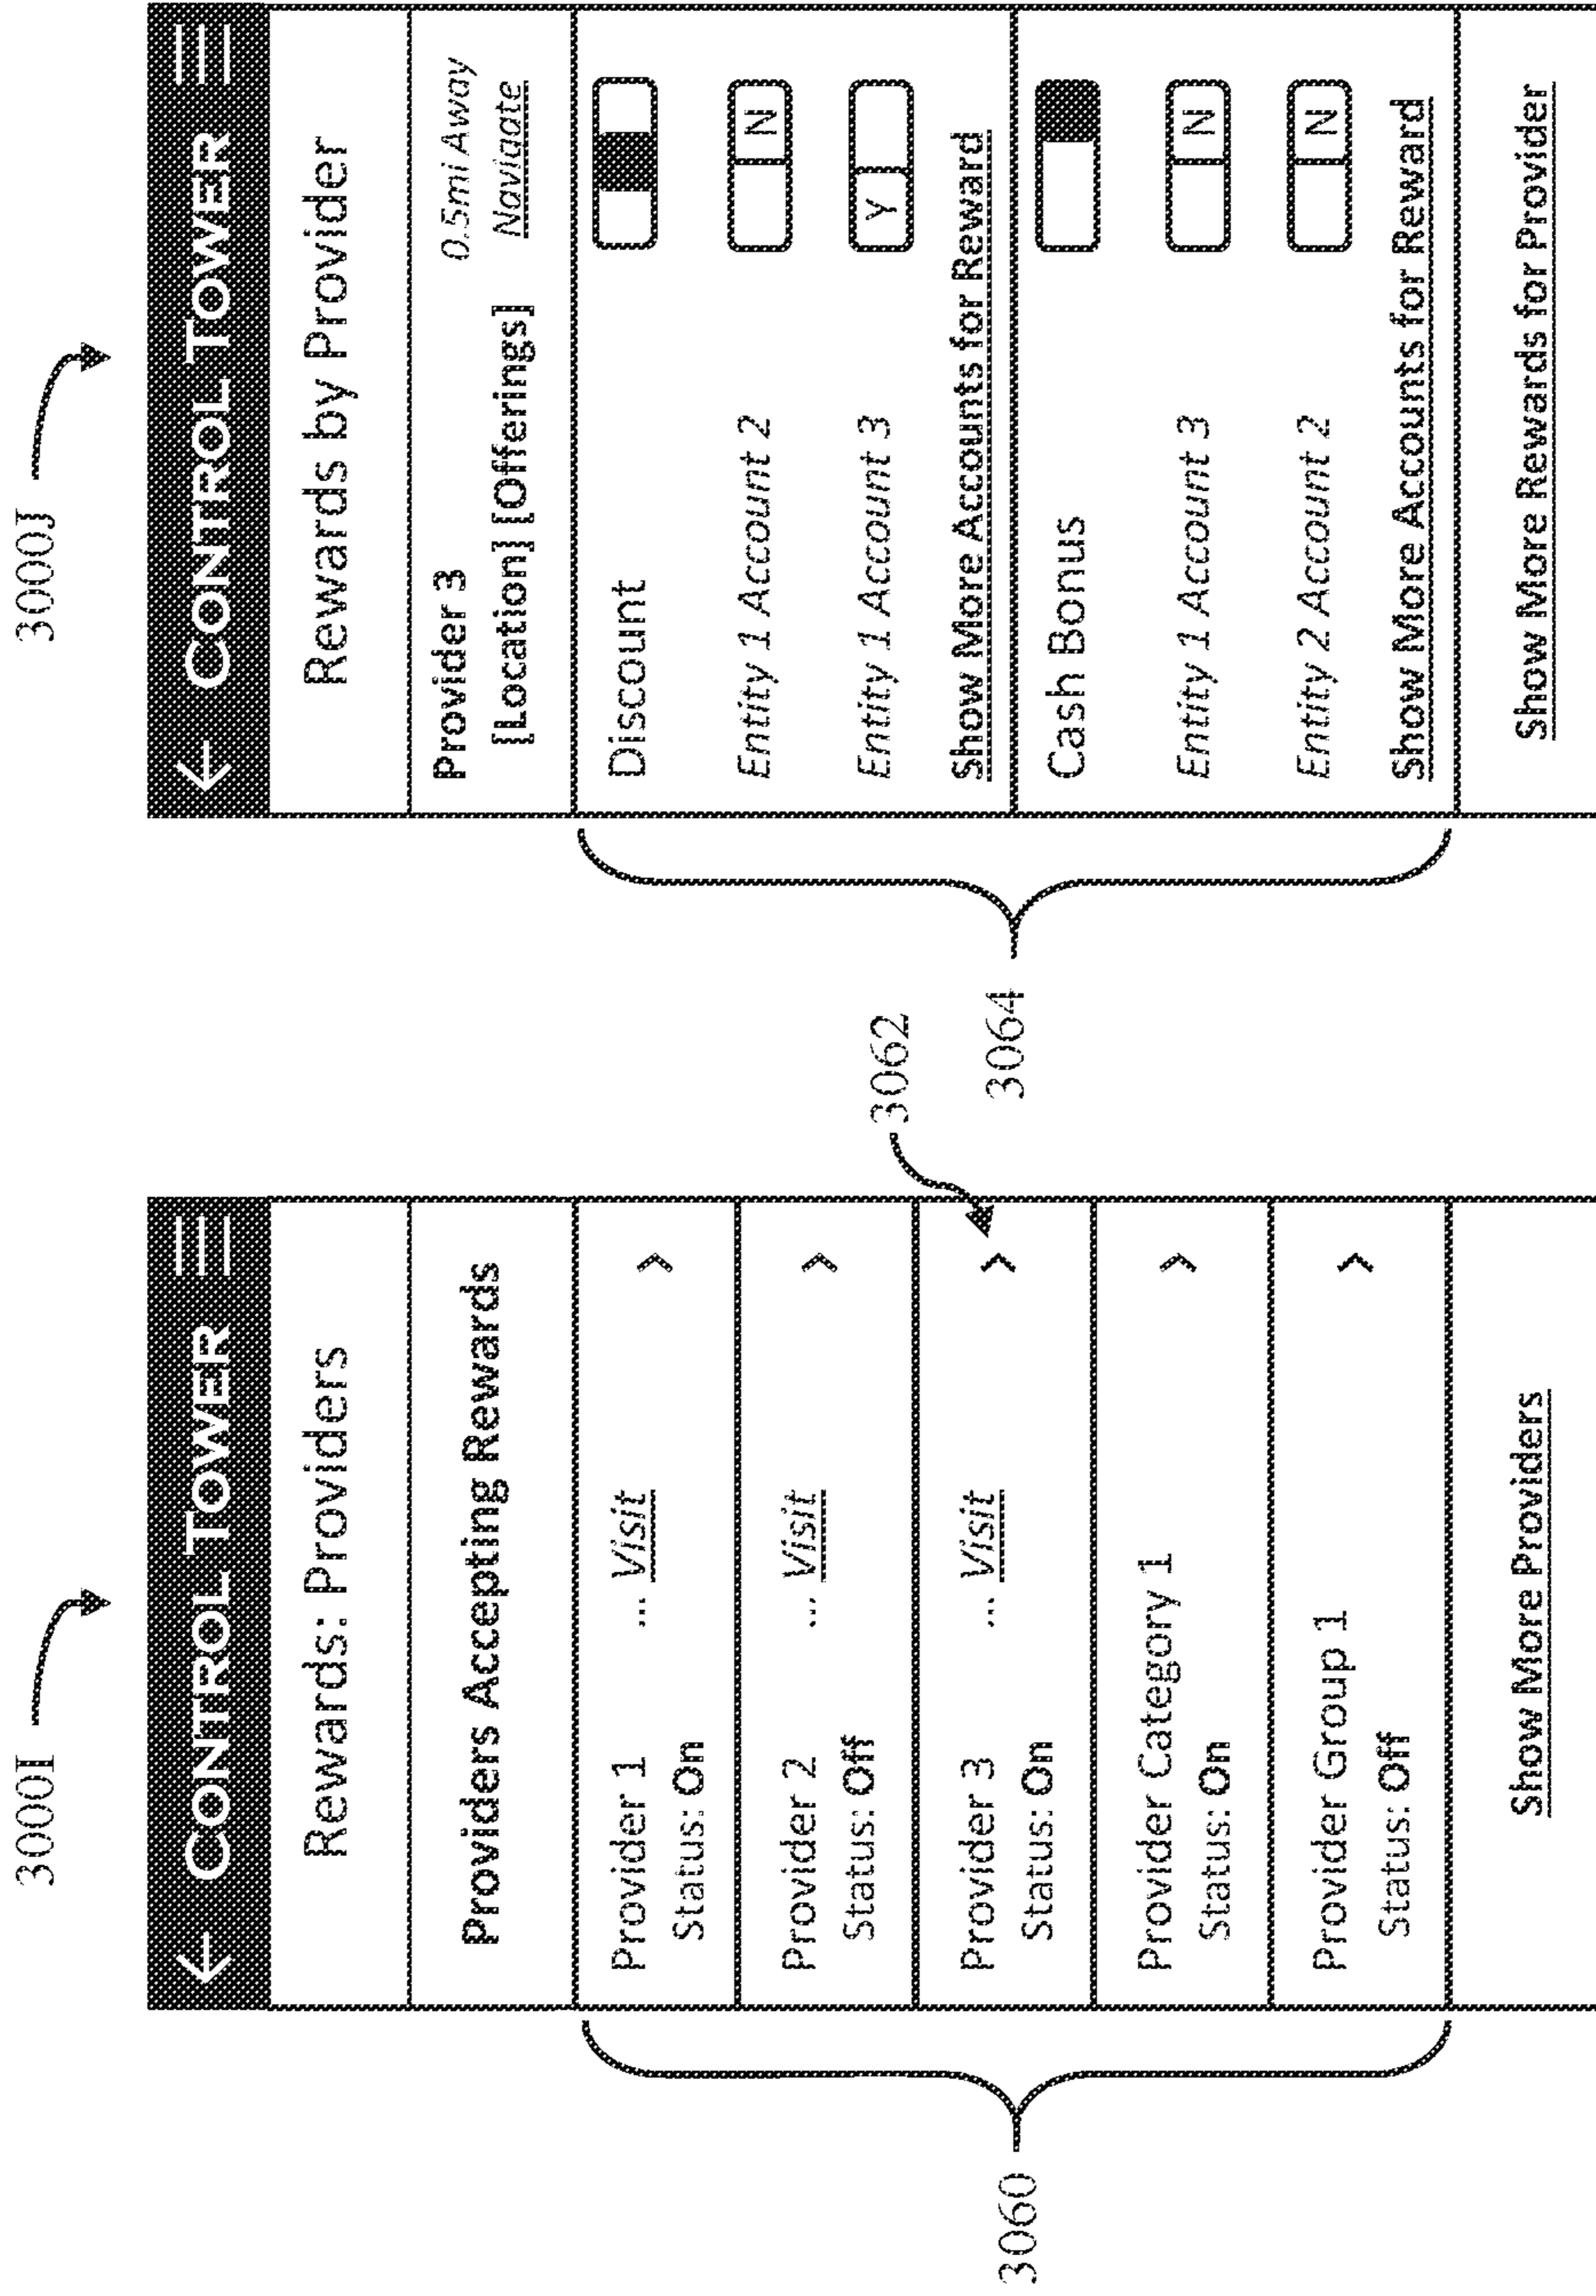 3000I
CONTROL TOWER
Rewards: Providers
Providers Accepting Rewards
Provider 1 ... Visit
Status: On
Provider 2 ... Visit
Status: Off
Provider 3 ... Visit
Status: On
Provider Category 1
Status: On
Provider Group 1
Status: Off
Show More Providers
3060
3062
3000J
CONTROL TOWER
Rewards by Provider
Provider 3 0.5mi Away
[Location] [Offerings] Navigate
Discount
Entity 1 Account 2 N
Entity 1 Account 3 Y
Show More Accounts for Reward
Cash Bonus
Entity 1 Account 3 N
Entity 2 Account 2 N
Show More Accounts for Reward
Show More Rewards for Provider
3064